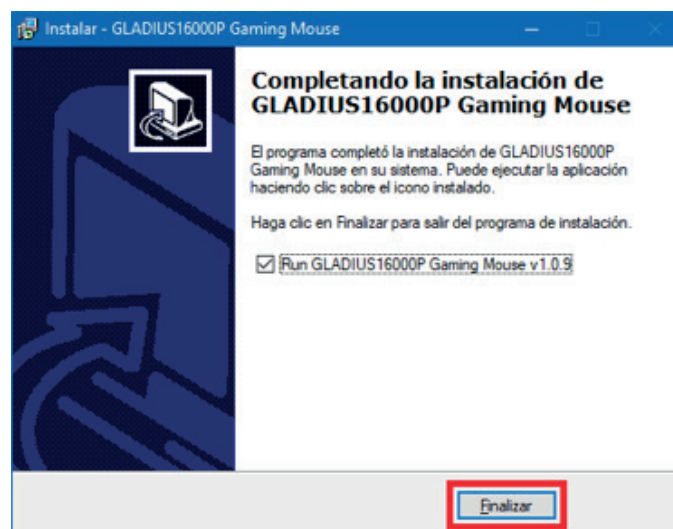 Instalar - GLADIUS16000P Gaming Mouse
Completando la instalación de
GLADIUS16000P Gaming Mouse
El programa completó la instalación de GLADIUS16000P
Gaming Mouse en su sistema. Puede ejecutar la aplicación
haciendo clic sobre el icono instalado.
Haga clic en Finalizar para salir del programa de instalación.
Run GLADIUS16000P Gaming Mouse v1.0.9
Finalizar